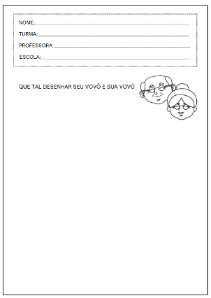 NOME:
TURMA:
PROFESSORA:
ESCOLA:
QUE TAL DESENHAR SEU VOVÔ E SUA VOVÓ